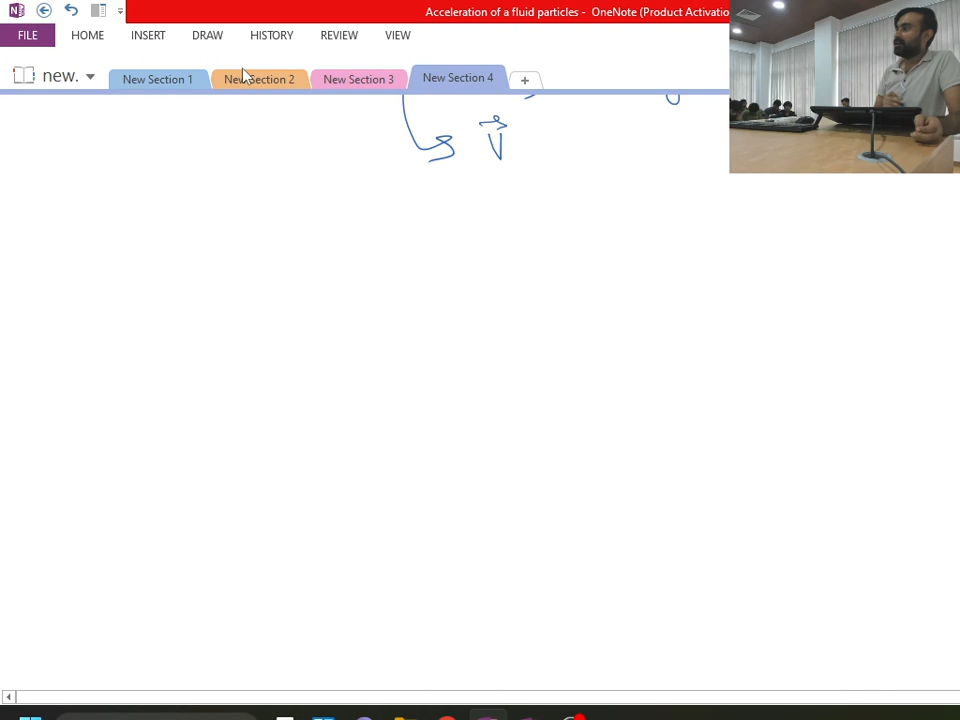 Acceleration of a fluid particles - OneNote (Product Activatio
FILE HOME INSERT DRAW HISTORY REVIEW VIEW
new. New Section 1 New Section 2 New Section 3 New Section 4 +
V